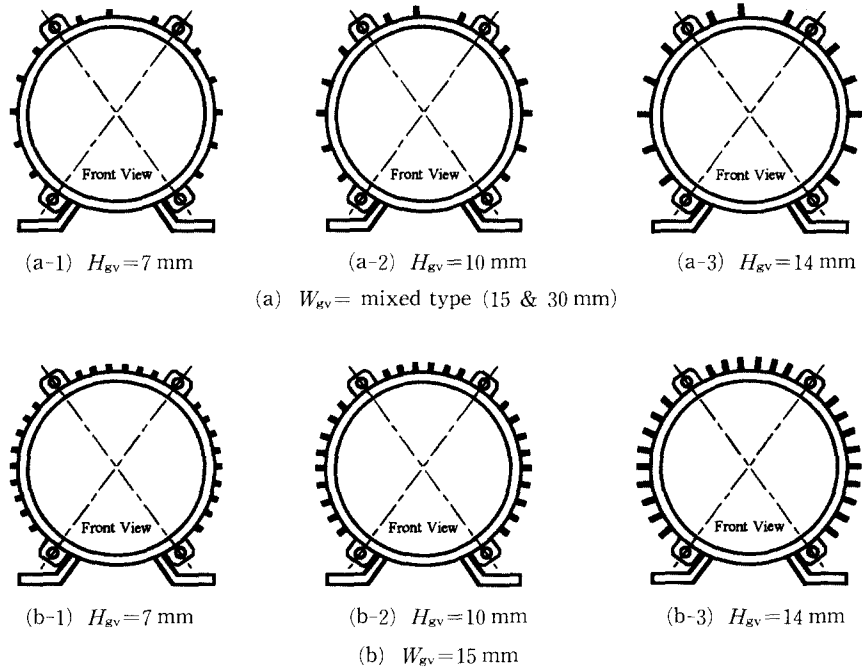 Front View Front View Front View
(a-1) Hgv=7 mm (a-2) Hgv=10 mm (a-3) Hgv=14 mm
(a) Wgv= mixed type (15 & 30 mm)
Front View Front View Front View
(b-1) Hgv=7 mm (b-2) Hgv=10 mm (b-3) Hgv=14 mm
(b) Wgv=15 mm